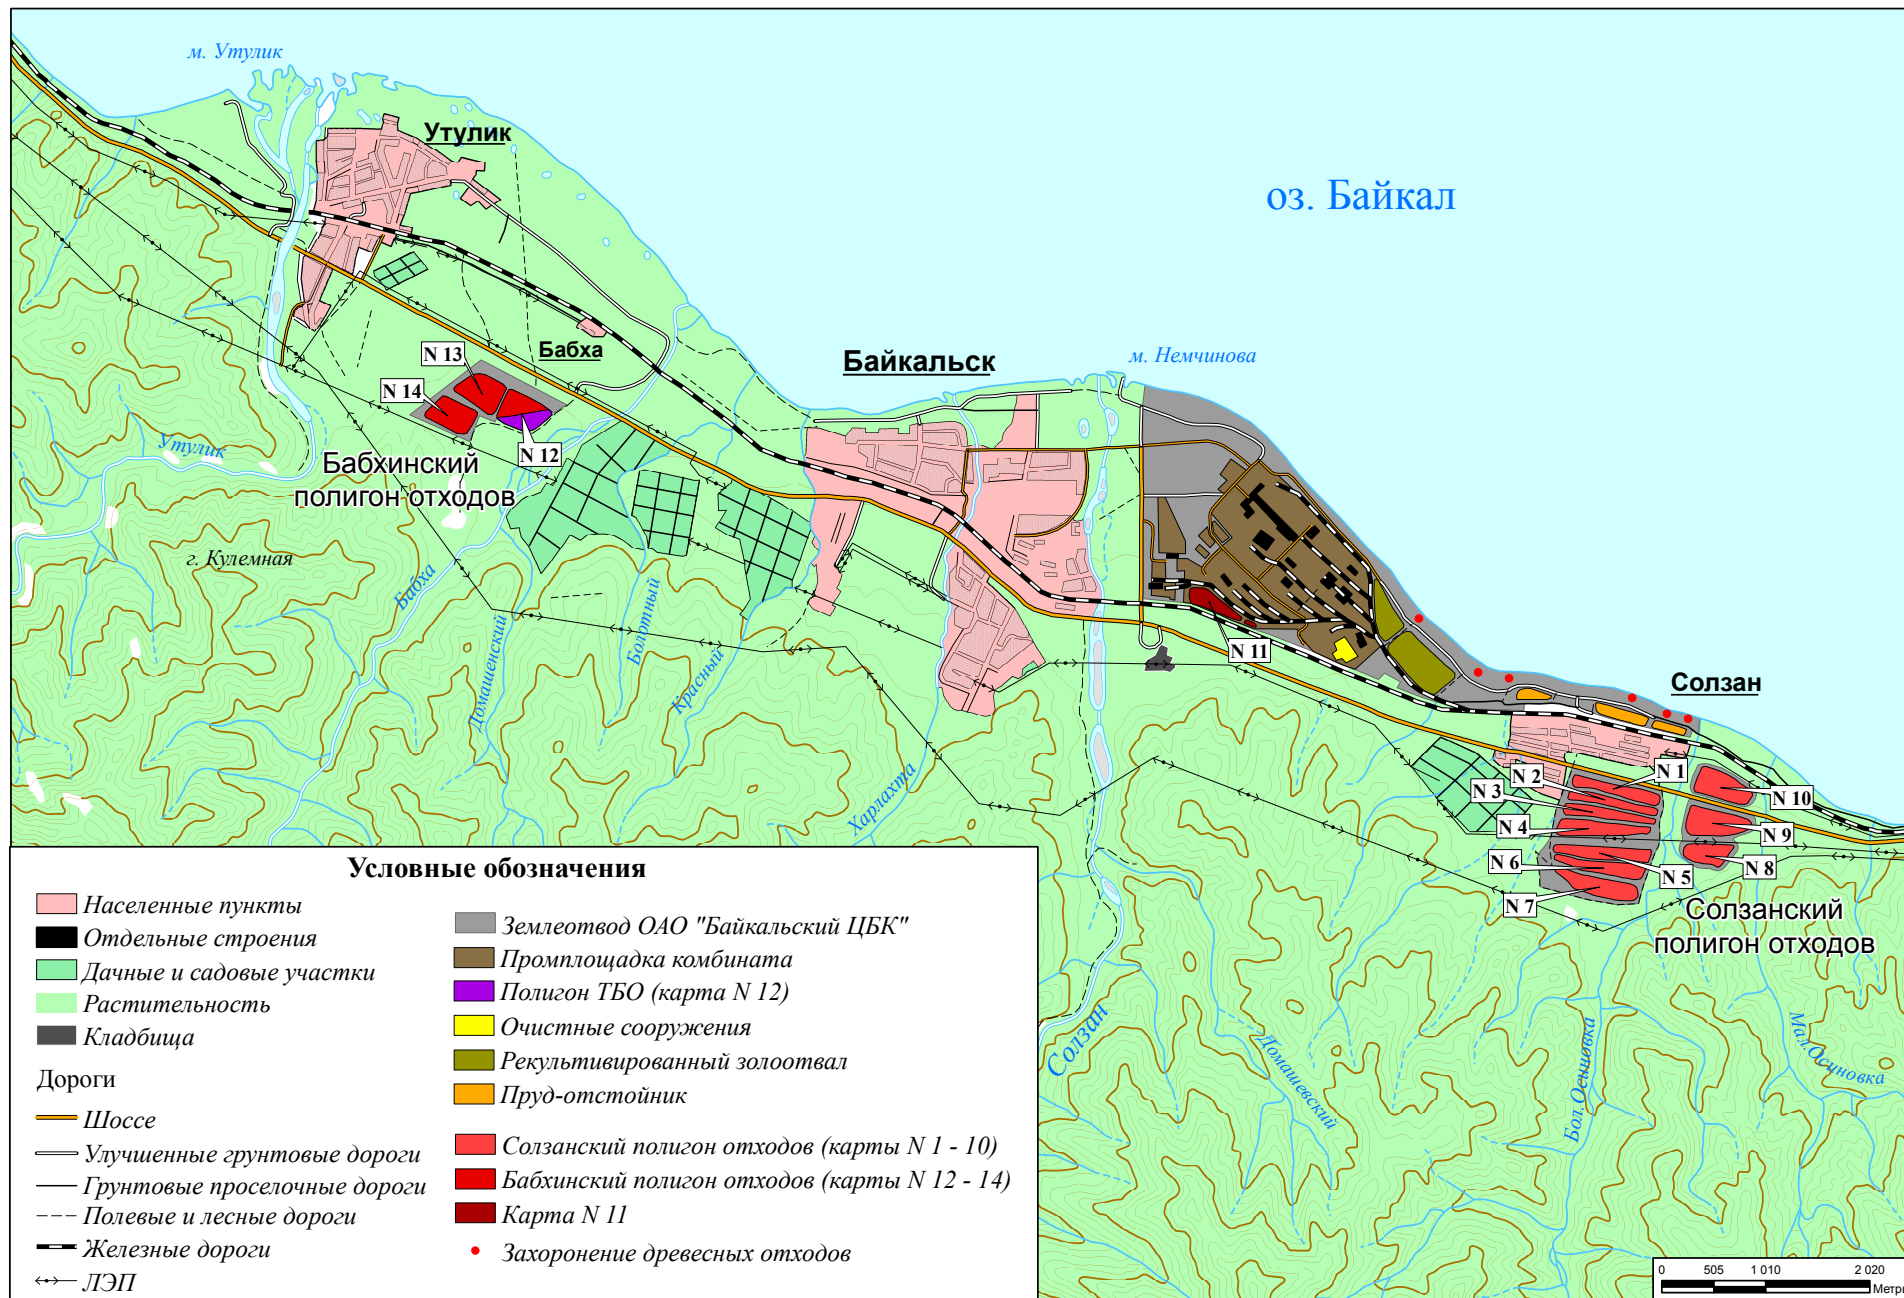 м. Утулик
Утулик
оз. Байкал
Бабха
Байкальск
м. Немчинова
N 13
N 14
N 12
Утулик
Бабхинский
полигон отходов
г. Кулемная
Бабха
Домашенский
Болотный
Красный
Харлахта
N 11
Солзан
N 1
N 2
N 3
N 4
N 10
N 9
N 6
N 5
N 8
N 7
Солзанский
полигон отходов
Солзан
Домашевский
Бол. Осиновка
Мал.Осиновка
Условные обозначения
Населенные пункты
Отдельные строения
Дачные и садовые участки
Растительность
Кладбища
Дороги
Шоссе
Улучшенные грунтовые дороги
Грунтовые проселочные дороги
Полевые и лесные дороги
Железные дороги
ЛЭП
Землеотвод ОАО "Байкальский ЦБК"
Промплощадка комбината
Полигон ТБО (карта N 12)
Очистные сооружения
Рекультивированный золоотвал
Пруд-отстойник
Солзанский полигон отходов (карты N 1 - 10)
Бабхинский полигон отходов (карты N 12 - 14)
Карта N 11
Захоронение древесных отходов
0 505 1 010 2 020